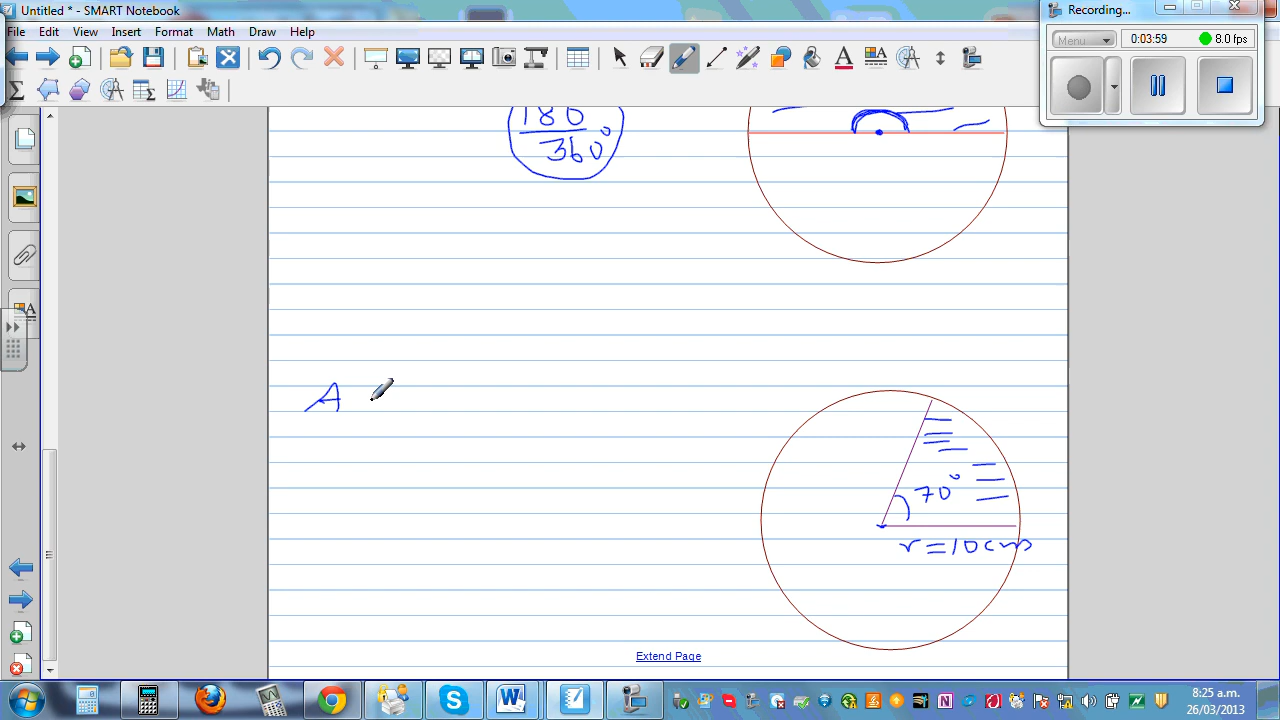 Untitled * - SMART Notebook
File Edit View Insert Format Math Draw Help
Recording...
Menu 0:03:59 8.0 fps
180
360°
A
70°
r=10cm
Extend Page
8:25 a.m.
26/03/2013